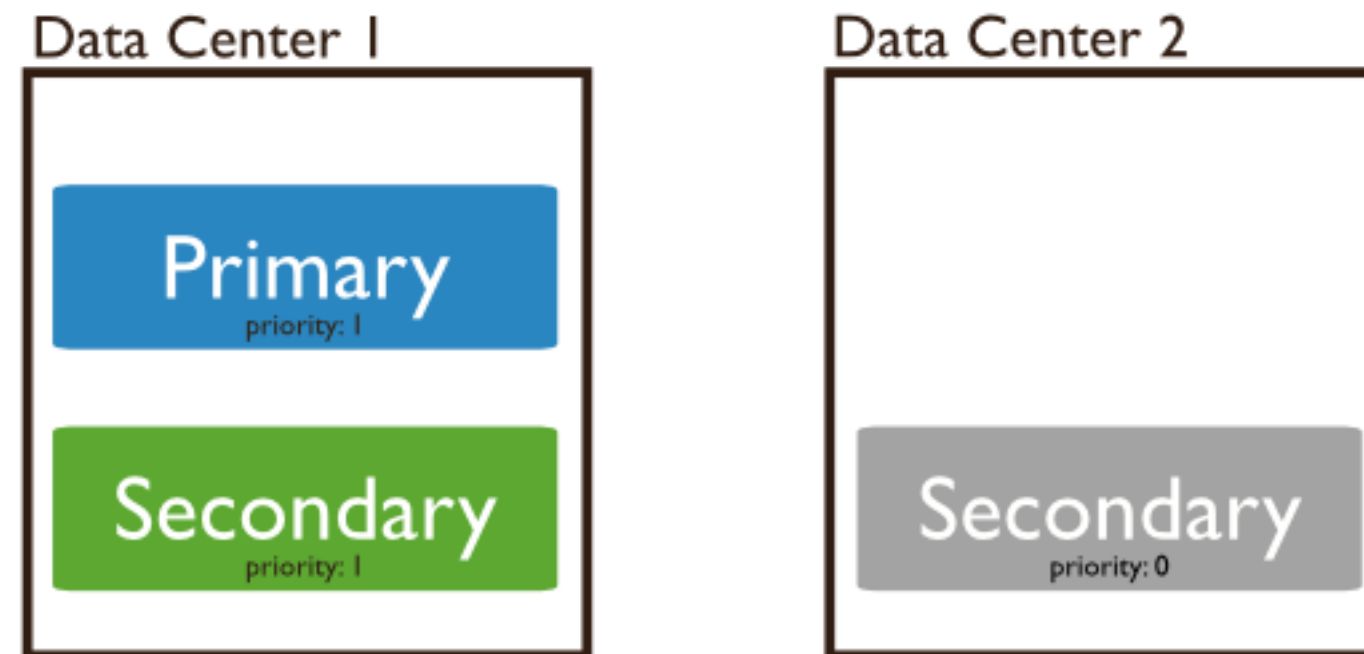 Data Center 1
Primary
priority: 1
Secondary
priority: 1
Data Center 2
Secondary
priority: 0